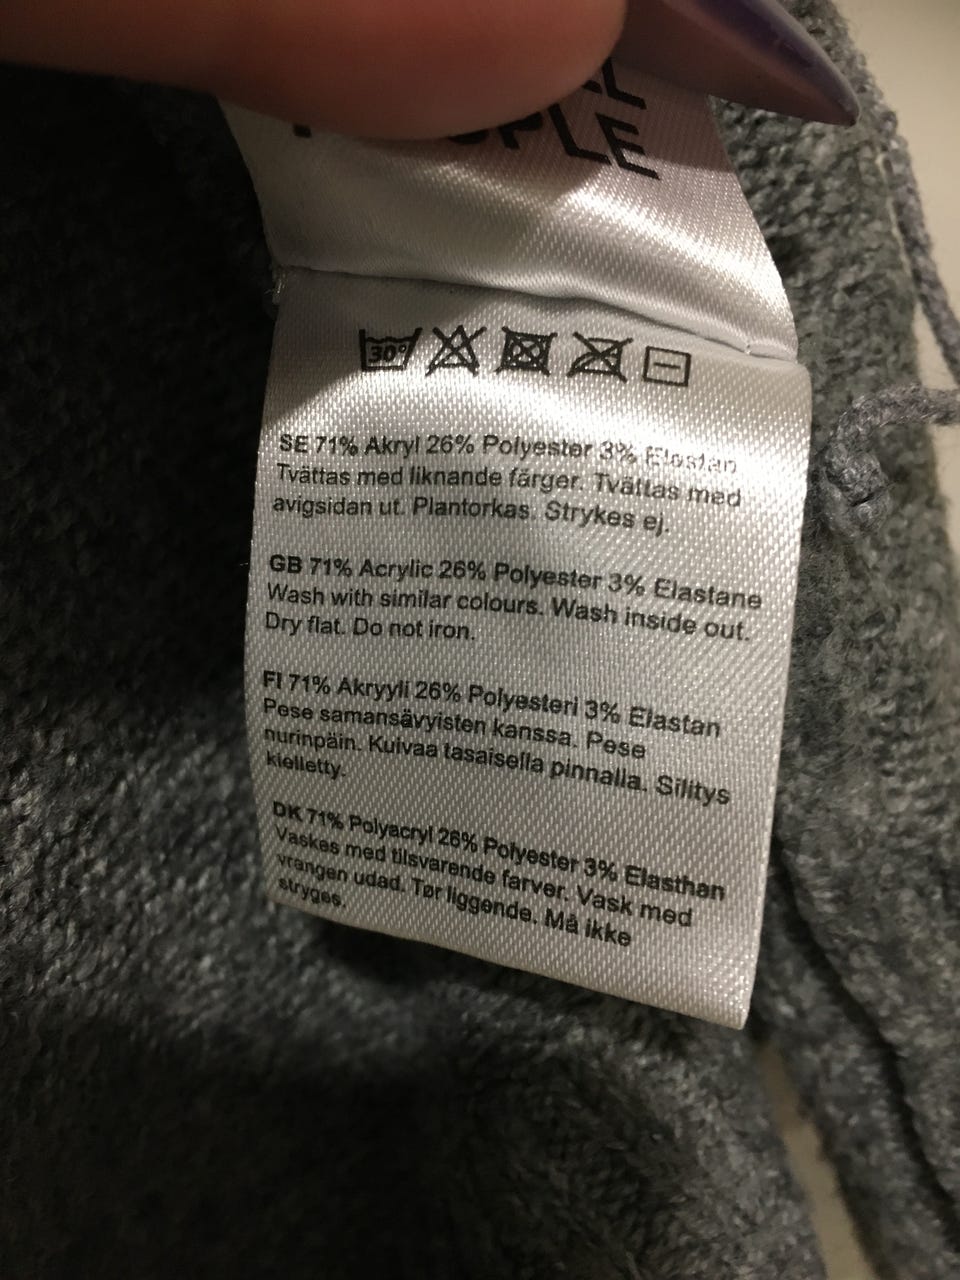 PLE
30°
SE 71% Akryl 26% Polyester 3% Elastan
Tvättas med liknande färger. Tvättas med
avigsidan ut. Plantorkas. Strykes ej.
GB 71% Acrylic 26% Polyester 3% Elastane
Wash with similar colours. Wash inside out.
Dry flat. Do not iron.
FI 71% Akryyli 26% Polyesteri 3% Elastan
Pese samansävyisten kanssa. Pese
nurinpäin. Kuivaa tasaisella pinnalla. Silitys
kielletty.
DK 71% Polyacryl 26% Polyester 3% Elasthan
Vaskes med tilsvarende farver. Vask med
vrangen udad. Tør liggende. Må ikke
stryges.